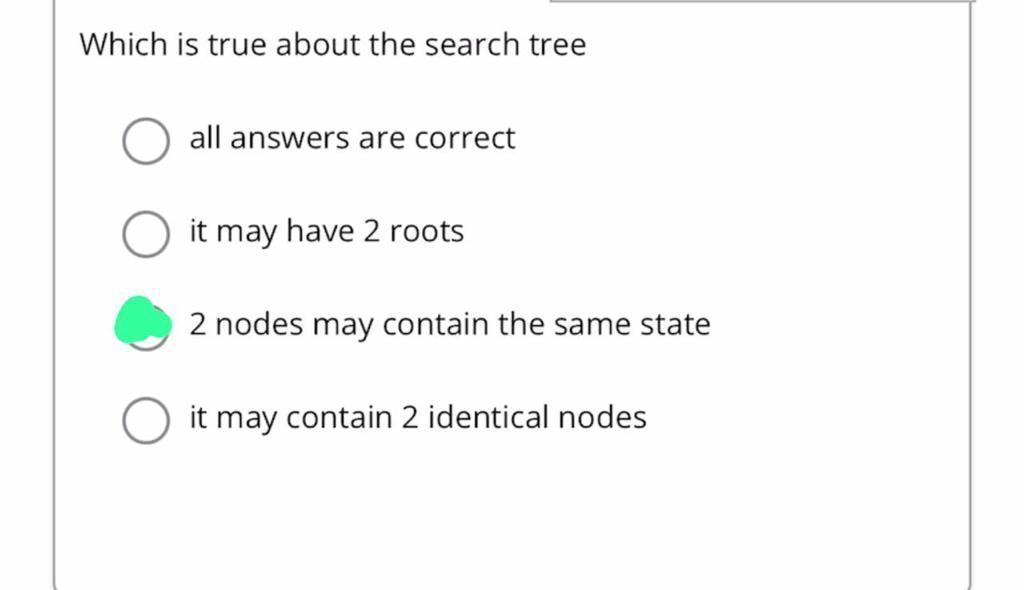 Which is true about the search tree
all answers are correct
it may have 2 roots
2 nodes may contain the same state
it may contain 2 identical nodes